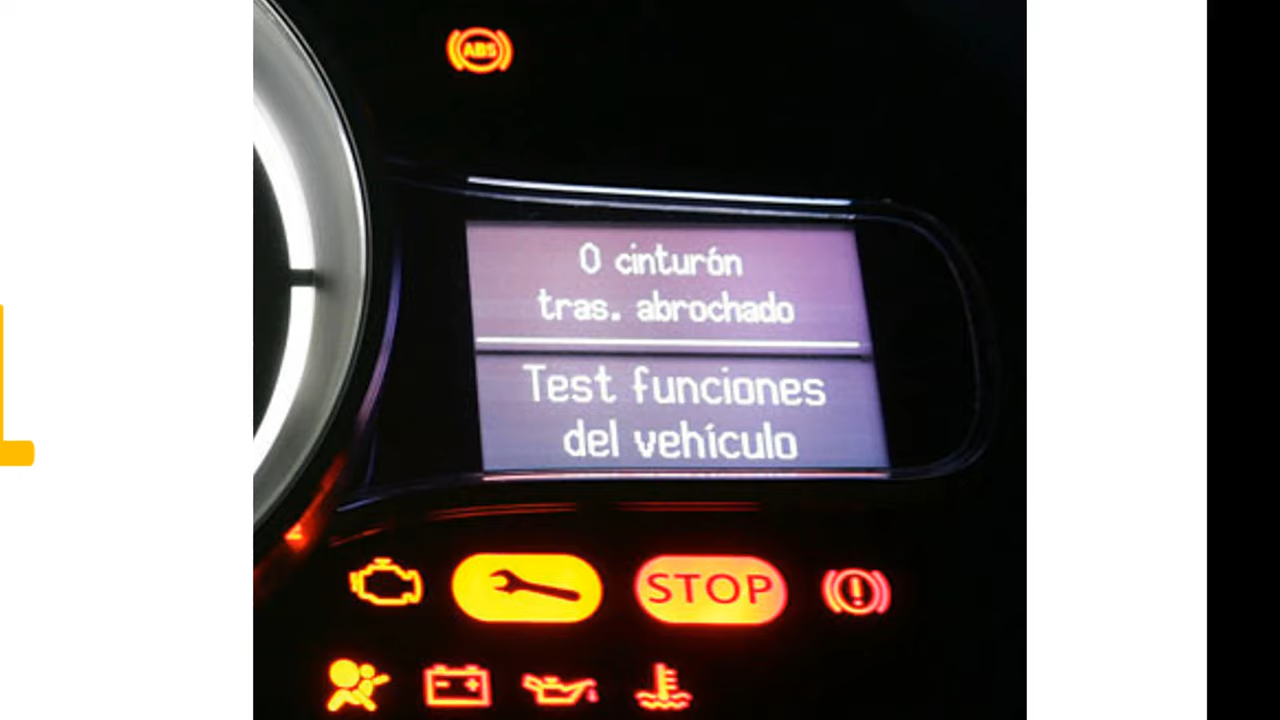 ABS
0 cinturón
tras. abrochado
Test funciones
del vehículo
STOP